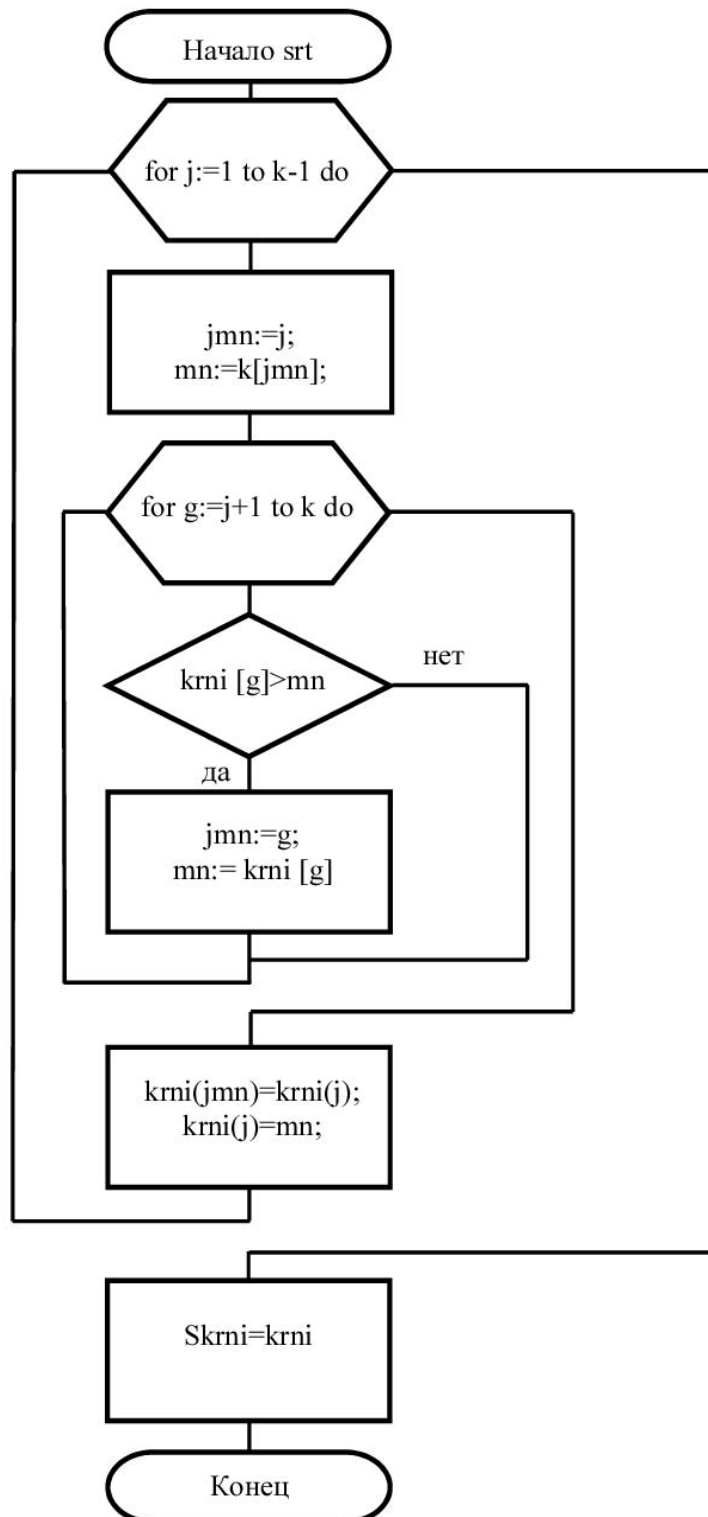 Начало srt
for j:=1 to k-1 do
jmn:=j;
mn:=k[jmn];
for g:=j+1 to k do
krni [g]>mn
нет
да
jmn:=g;
mn:= krni [g]
krni(jmn)=krni(j);
krni(j)=mn;
Skrni=krni
Конец